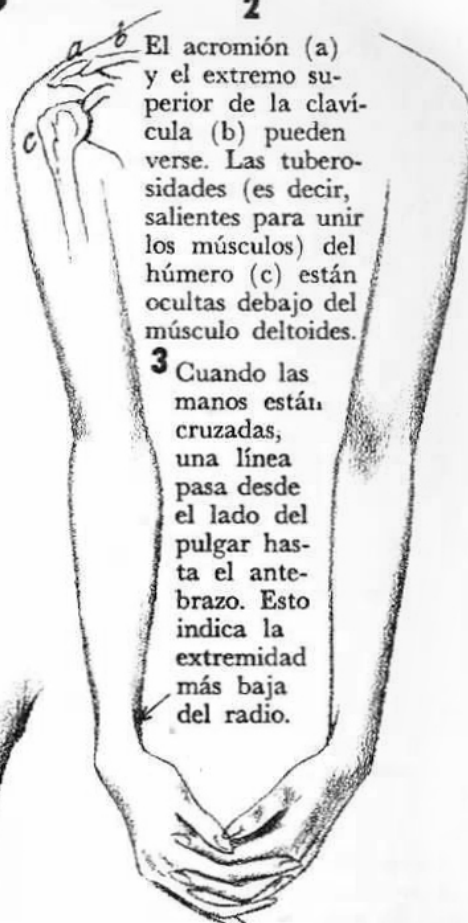 2
a b
El acromión (a)
y el extremo su-
perior de la claví-
c
cula (b) pueden
verse. Las tubero-
sidades (es decir,
salientes para unir
los músculos) del
húmero (c) están
ocultas debajo del
músculo deltoides.
3
Cuando las
manos están
cruzadas,
una línea
pasa desde
el lado del
pulgar has-
ta el ante-
brazo. Esto
indica la
extremidad
más baja
del radio.